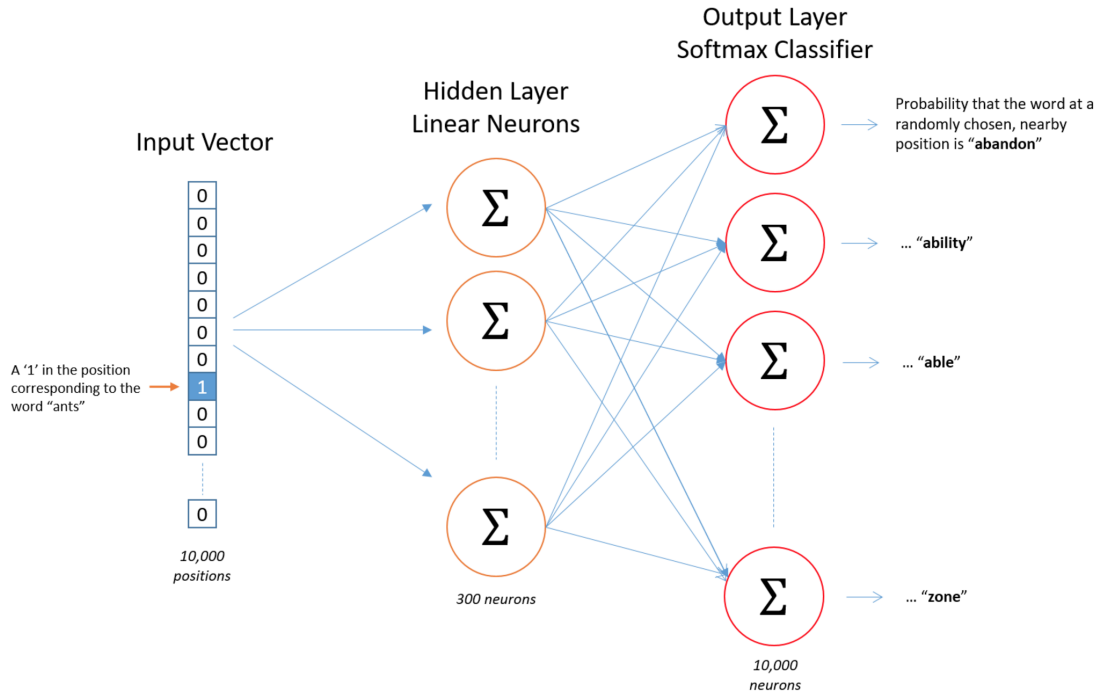 Output Layer
Softmax Classifier
Hidden Layer
Linear Neurons
Input Vector
Σ
Probability that the word at a
randomly chosen, nearby
position is “abandon”
0
0
0
0
0
0
0
1
0
0
0
A ‘1’ in the position
corresponding to the
word “ants”
10,000
positions
Σ
Σ
Σ
300 neurons
Σ
... “ability”
Σ
... “able”
Σ
... “zone”
10,000
neurons